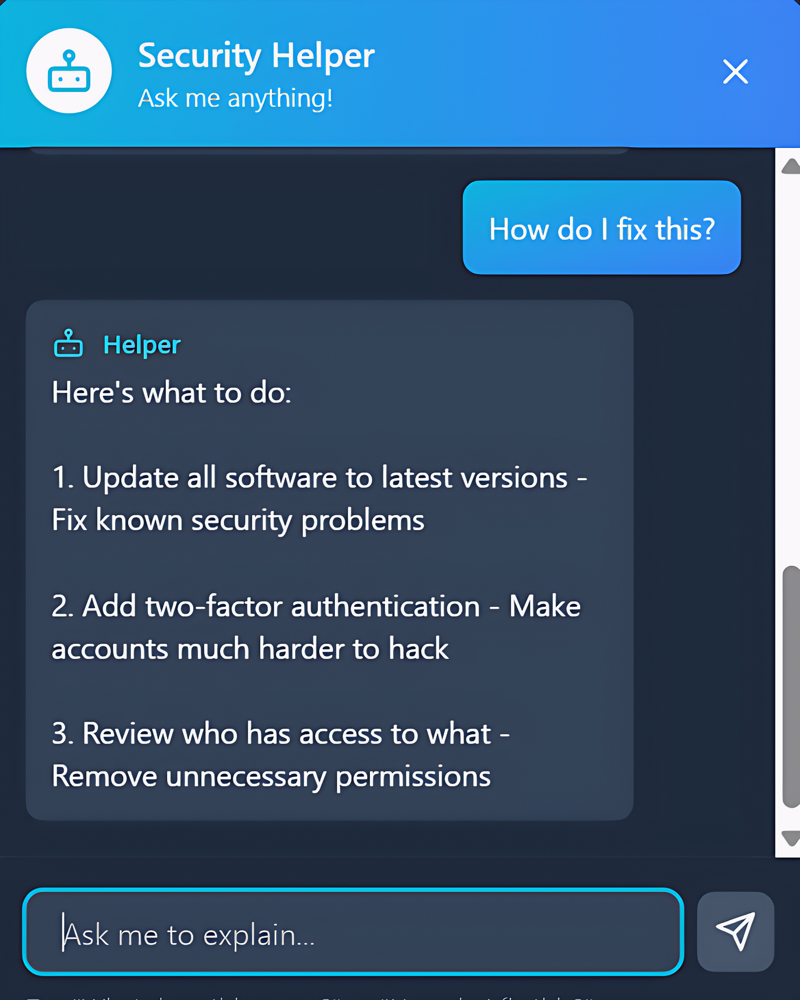 Security Helper
Ask me anything!
How do I fix this?
Helper
Here's what to do:
1. Update all software to latest versions -
Fix known security problems
2. Add two-factor authentication - Make
accounts much harder to hack
3. Review who has access to what -
Remove unnecessary permissions
Ask me to explain...